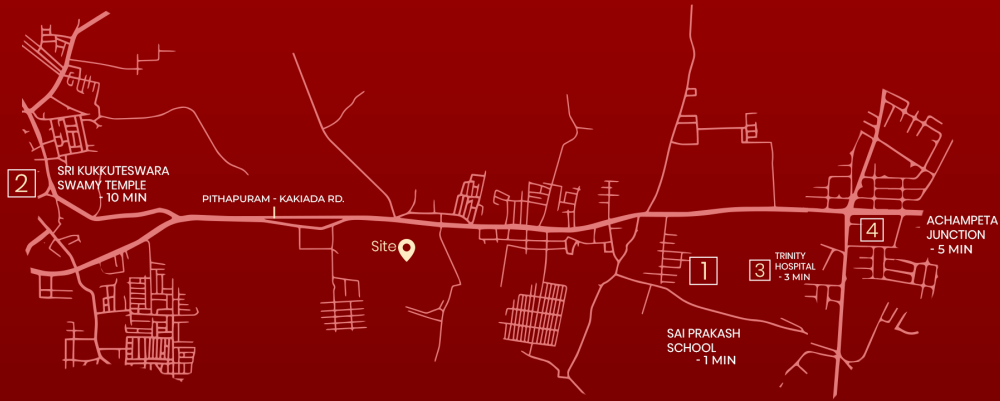 2
SRI KUKKUTESWARA
SWAMY TEMPLE
- 10 MIN
PITHAPURAM - KAKIADA RD.
Site
1
SAI PRAKASH
SCHOOL
- 1 MIN
3
TRINITY
HOSPITAL
- 3 MIN
4
ACHAMPETA
JUNCTION
- 5 MIN